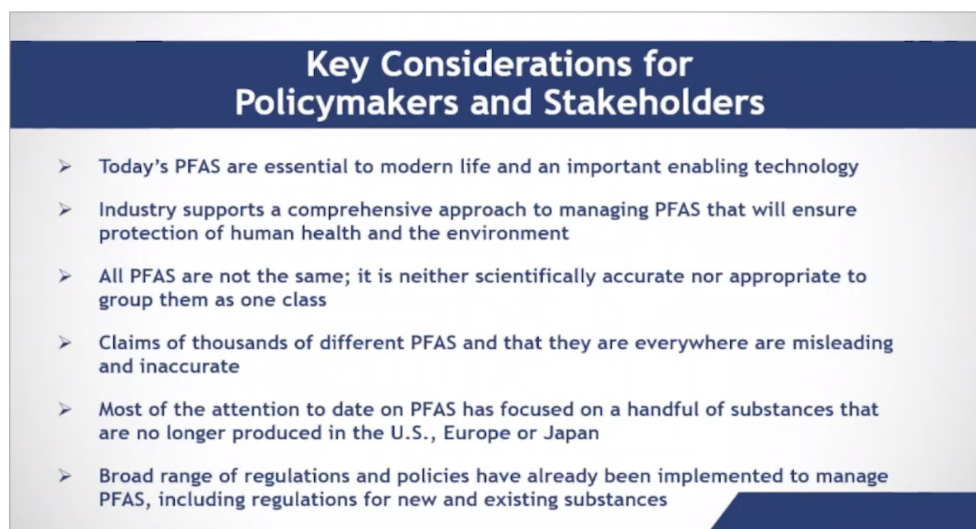 Key Considerations for
Policymakers and Stakeholders
➢ Today's PFAS are essential to modern life and an important enabling technology
➢ Industry supports a comprehensive approach to managing PFAS that will ensure
protection of human health and the environment
➢ All PFAS are not the same; it is neither scientifically accurate nor appropriate to
group them as one class
➢ Claims of thousands of different PFAS and that they are everywhere are misleading
and inaccurate
➢ Most of the attention to date on PFAS has focused on a handful of substances that
are no longer produced in the U.S., Europe or Japan
➢ Broad range of regulations and policies have already been implemented to manage
PFAS, including regulations for new and existing substances